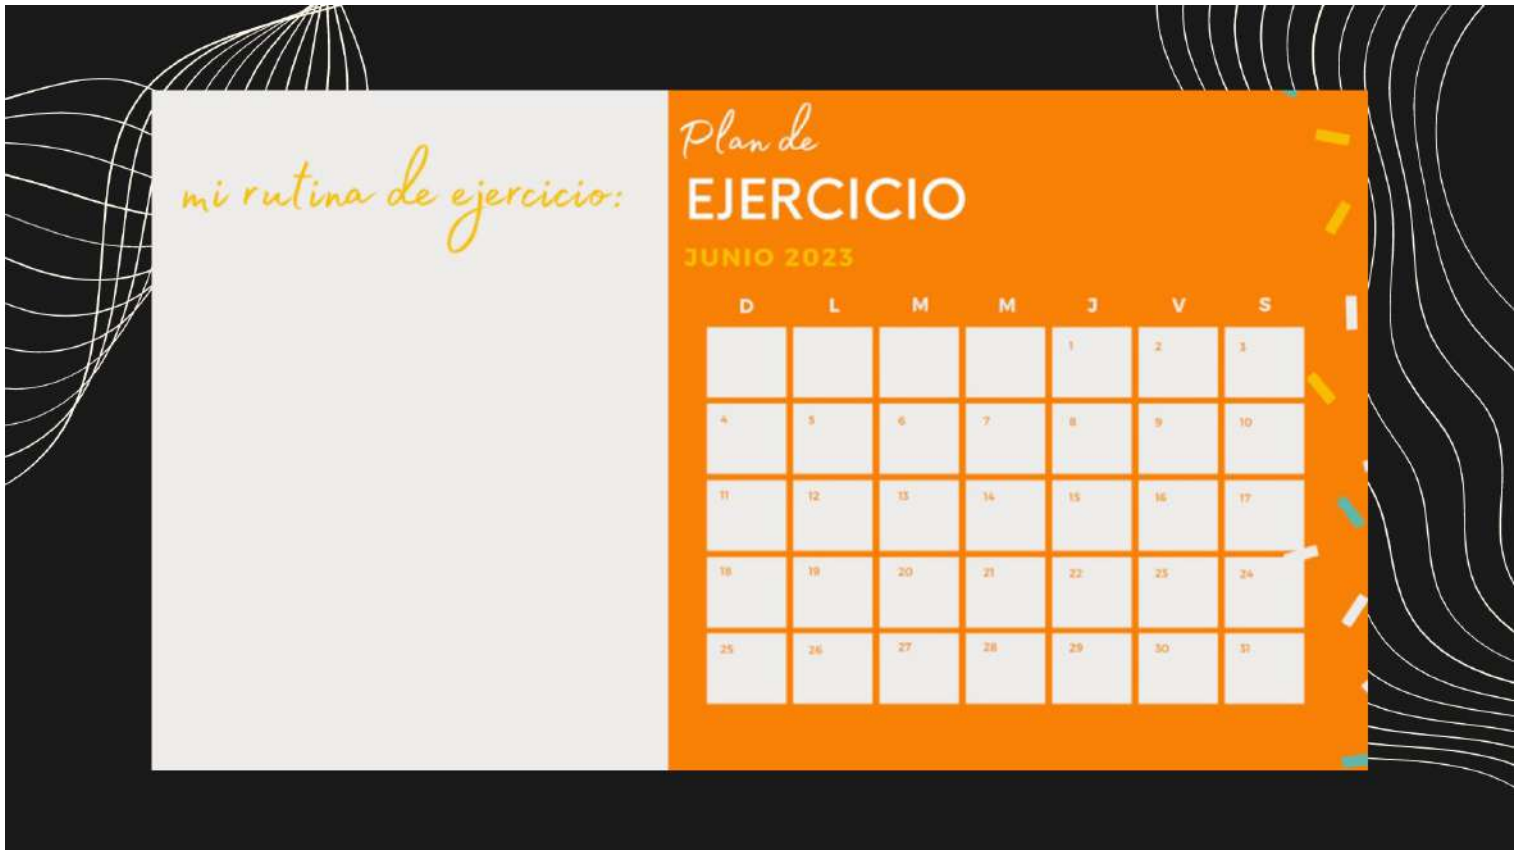 mi rutina de ejercicio:
Plan de
EJERCICIO
JUNIO 2023
D L M M J V S
1 2 3
4 5 6 7 8 9 10
11 12 13 14 15 16 17
18 19 20 21 22 23 24
25 26 27 28 29 30 31